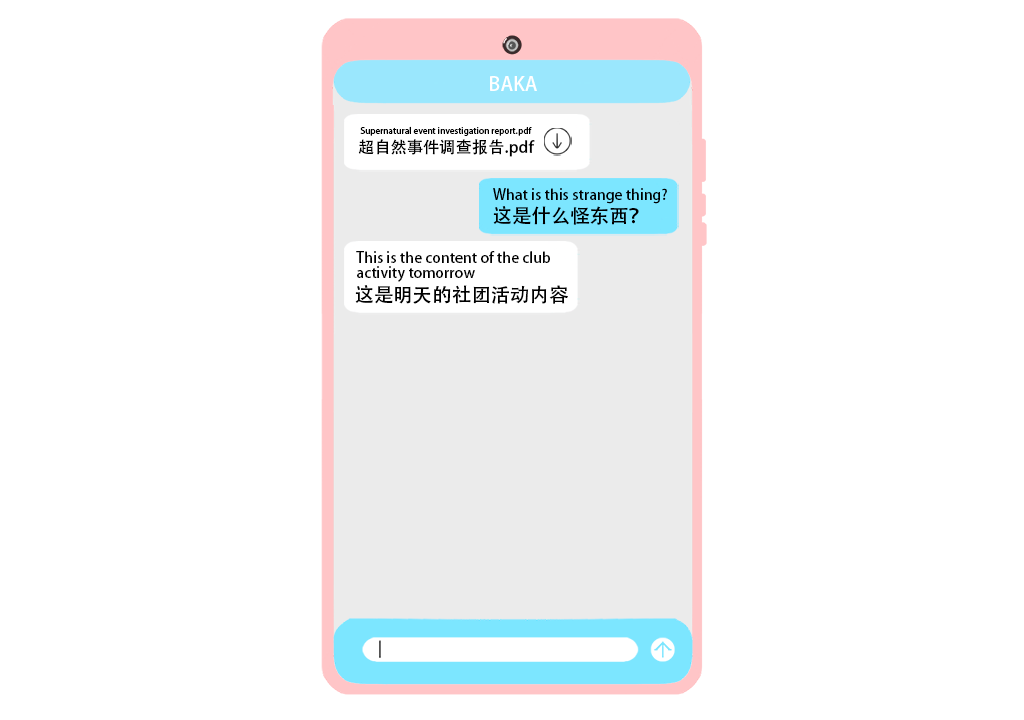 BAKA
Supernatural event investigation report.pdf
超自然事件调查报告.pdf
What is this strange thing?
这是什么怪东西?
This is the content of the club
activity tomorrow
这是明天的社团活动内容